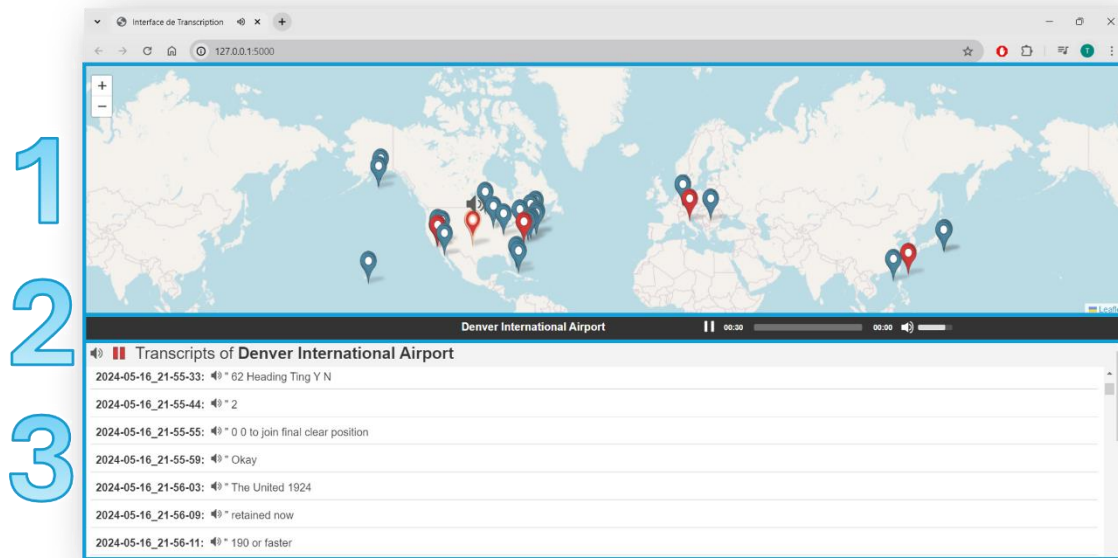 Interface de Transcription
127.0.0.1:5000
T
+
−
1
Leafle
2
Denver International Airport 00:30 00:00
Transcripts of Denver International Airport
2024-05-16_21-55-33: " 62 Heading Ting Y N
2024-05-16_21-55-44: " 2
2024-05-16_21-55-55: " 0 0 to join final clear position
3
2024-05-16_21-55-59: " Okay
2024-05-16_21-56-03: " The United 1924
2024-05-16_21-56-09: " retained now
2024-05-16_21-56-11: " 190 or faster